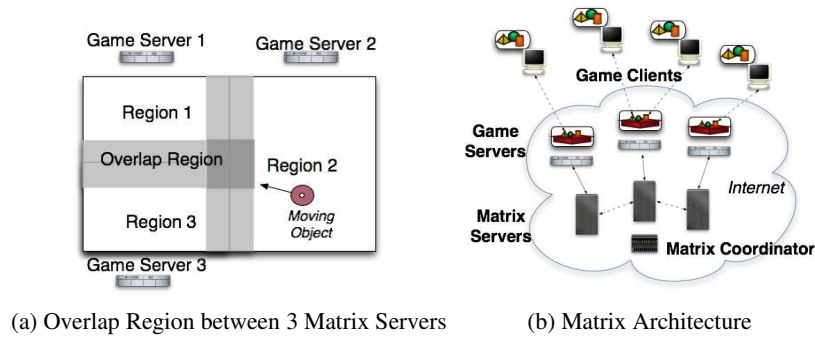 Game Server 1
Game Server 2
Region 1
Overlap Region
Region 2
Moving
Object
Region 3
Game Server 3
(a) Overlap Region between 3 Matrix Servers
Game Clients
Game
Servers
Internet
Matrix
Servers
Matrix Coordinator
(b) Matrix Architecture